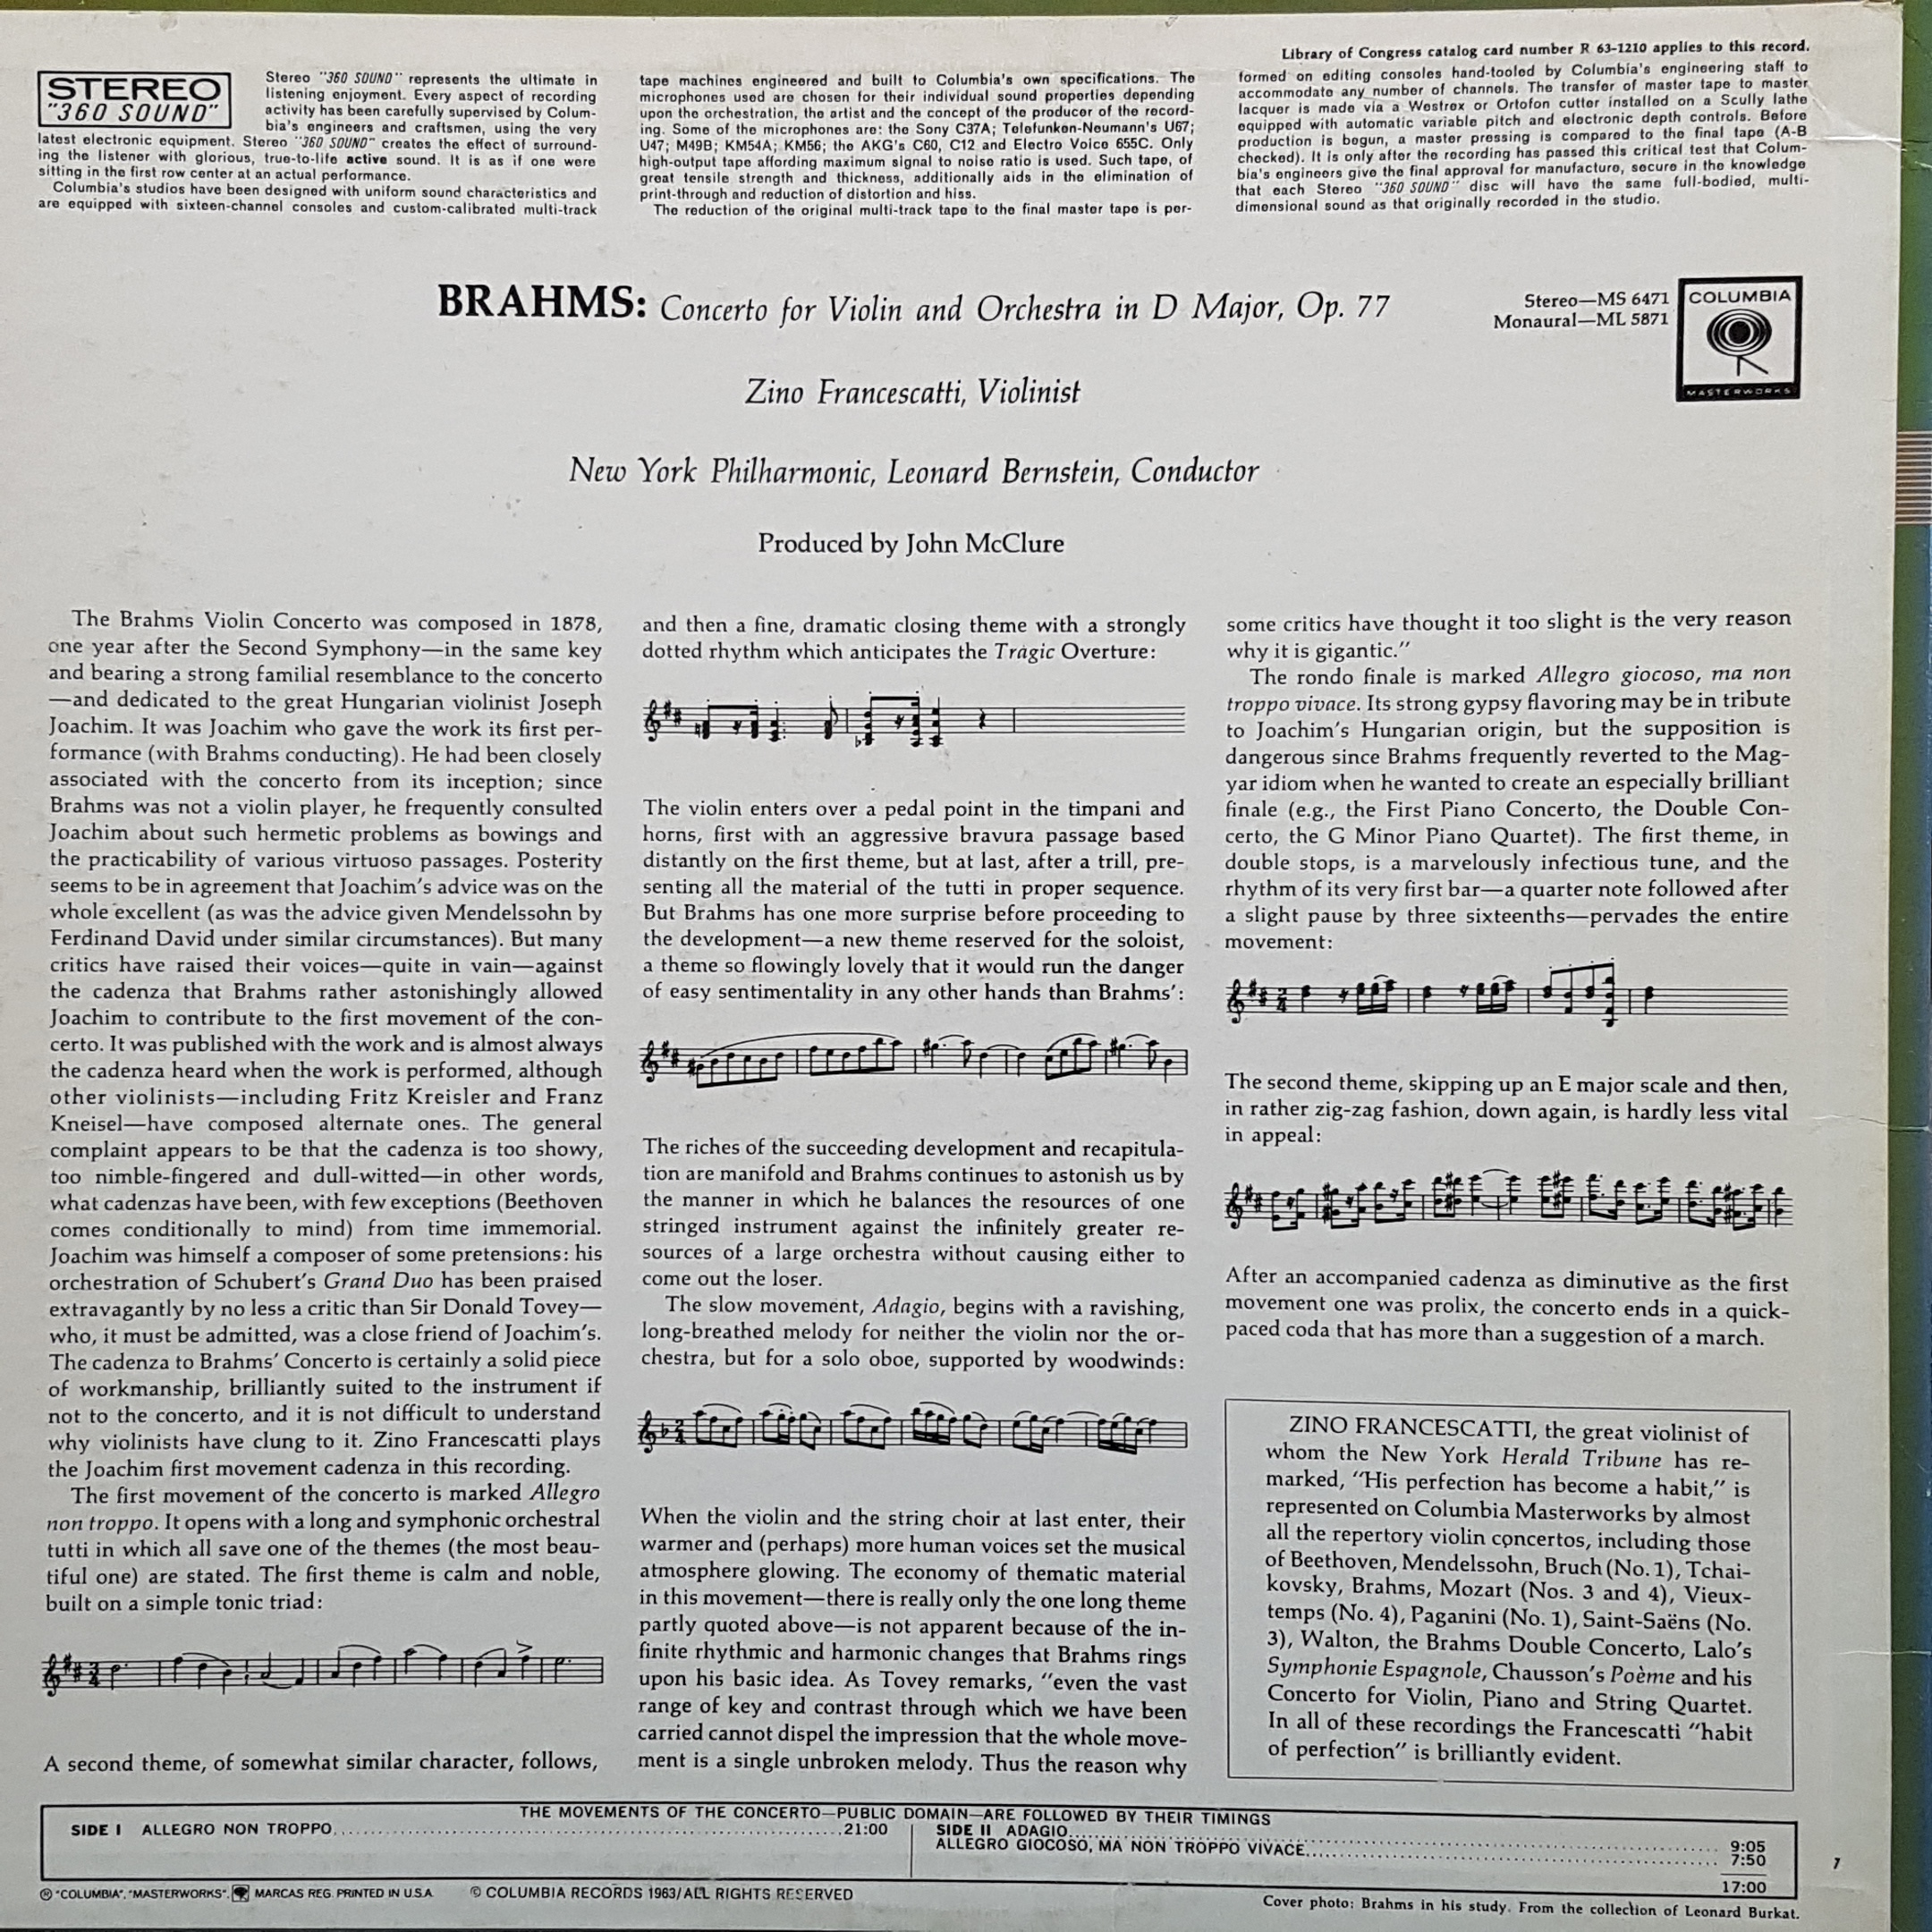 Library of Congress catalog card number R 63-1210 applies to this record.
STEREO
"360 SOUND"
Stereo "360 SOUND" represents the ultimate in
listening enjoyment. Every aspect of recording
activity has been carefully supervised by Colum-
bia's engineers and craftsmen, using the very
latest electronic equipment. Stereo "360 SOUND" creates the effect of surround-
ing the listener with glorious, true-to-life active sound. It is as if one were
sitting in the first row center at an actual performance.
Columbia's studios have been designed with uniform sound characteristics and
are equipped with sixteen-channel consoles and custom-calibrated multi-track
tape machines engineered and built to Columbia's own specifications. The
microphones used are chosen for their individual sound properties depending
upon the orchestration, the artist and the concept of the producer of the record-
ing. Some of the microphones are: the Sony C37A; Telefunken-Neumann's U67;
U47; M49B; KM54A; KM56; the AKG's C60, C12 and Electro Voice 655C. Only
high-output tape affording maximum signal to noise ratio is used. Such tape, of
great tensile strength and thickness, additionally aids in the elimination of
print-through and reduction of distortion and hiss.
The reduction of the original multi-track tape to the final master tape is per-
formed on editing consoles hand-tooled by Columbia's engineering staff to
accommodate any number of channels. The transfer of master tape to master
lacquer is made via a Westrex or Ortofon cutter installed on a Scully lathe
equipped with automatic variable pitch and electronic depth controls. Before
production is begun, a master pressing is compared to the final tape (A-B
checked). It is only after the recording has passed this critical test that Colum-
bia's engineers give the final approval for manufacture, secure in the knowledge
that each Stereo "360 SOUND" disc will have the same full-bodied, multi-
dimensional sound as that originally recorded in the studio.
BRAHMS: Concerto for Violin and Orchestra in D Major, Op. 77
Stereo—MS 6471
Monaural—ML 5871
COLUMBIA
MASTERWORKS
Zino Francescatti, Violinist
New York Philharmonic, Leonard Bernstein, Conductor
Produced by John McClure
The Brahms Violin Concerto was composed in 1878,
one year after the Second Symphony—in the same key
and bearing a strong familial resemblance to the concerto
—and dedicated to the great Hungarian violinist Joseph
Joachim. It was Joachim who gave the work its first per-
formance (with Brahms conducting). He had been closely
associated with the concerto from its inception; since
Brahms was not a violin player, he frequently consulted
Joachim about such hermetic problems as bowings and
the practicability of various virtuoso passages. Posterity
seems to be in agreement that Joachim's advice was on the
whole excellent (as was the advice given Mendelssohn by
Ferdinand David under similar circumstances). But many
critics have raised their voices—quite in vain—against
the cadenza that Brahms rather astonishingly allowed
Joachim to contribute to the first movement of the con-
certo. It was published with the work and is almost always
the cadenza heard when the work is performed, although
other violinists—including Fritz Kreisler and Franz
Kneisel—have composed alternate ones. The general
complaint appears to be that the cadenza is too showy,
too nimble-fingered and dull-witted—in other words,
what cadenzas have been, with few exceptions (Beethoven
comes conditionally to mind) from time immemorial.
Joachim was himself a composer of some pretensions: his
orchestration of Schubert's Grand Duo has been praised
extravagantly by no less a critic than Sir Donald Tovey—
who, it must be admitted, was a close friend of Joachim's.
The cadenza to Brahms' Concerto is certainly a solid piece
of workmanship, brilliantly suited to the instrument if
not to the concerto, and it is not difficult to understand
why violinists have clung to it. Zino Francescatti plays
the Joachim first movement cadenza in this recording.
The first movement of the concerto is marked Allegro
non troppo. It opens with a long and symphonic orchestral
tutti in which all save one of the themes (the most beau-
tiful one) are stated. The first theme is calm and noble,
built on a simple tonic triad:
A second theme, of somewhat similar character, follows,
and then a fine, dramatic closing theme with a strongly
dotted rhythm which anticipates the Tragic Overture:
The violin enters over a pedal point in the timpani and
horns, first with an aggressive bravura passage based
distantly on the first theme, but at last, after a trill, pre-
senting all the material of the tutti in proper sequence.
But Brahms has one more surprise before proceeding to
the development—a new theme reserved for the soloist,
a theme so flowingly lovely that it would run the danger
of easy sentimentality in any other hands than Brahms':
The riches of the succeeding development and recapitula-
tion are manifold and Brahms continues to astonish us by
the manner in which he balances the resources of one
stringed instrument against the infinitely greater re-
sources of a large orchestra without causing either to
come out the loser.
The slow movement, Adagio, begins with a ravishing,
long-breathed melody for neither the violin nor the or-
chestra, but for a solo oboe, supported by woodwinds:
When the violin and the string choir at last enter, their
warmer and (perhaps) more human voices set the musical
atmosphere glowing. The economy of thematic material
in this movement—there is really only the one long theme
partly quoted above—is not apparent because of the in-
finite rhythmic and harmonic changes that Brahms rings
upon his basic idea. As Tovey remarks, "even the vast
range of key and contrast through which we have been
carried cannot dispel the impression that the whole move-
ment is a single unbroken melody. Thus the reason why
some critics have thought it too slight is the very reason
why it is gigantic."
The rondo finale is marked Allegro giocoso, ma non
troppo vivace. Its strong gypsy flavoring may be in tribute
to Joachim's Hungarian origin, but the supposition is
dangerous since Brahms frequently reverted to the Mag-
yar idiom when he wanted to create an especially brilliant
finale (e.g., the First Piano Concerto, the Double Con-
certo, the G Minor Piano Quartet). The first theme, in
double stops, is a marvelously infectious tune, and the
rhythm of its very first bar—a quarter note followed after
a slight pause by three sixteenths—pervades the entire
movement:
The second theme, skipping up an E major scale and then,
in rather zig-zag fashion, down again, is hardly less vital
in appeal:
After an accompanied cadenza as diminutive as the first
movement one was prolix, the concerto ends in a quick-
paced coda that has more than a suggestion of a march.
ZINO FRANCESCATTI, the great violinist of
whom the New York Herald Tribune has re-
marked, "His perfection has become a habit," is
represented on Columbia Masterworks by almost
all the repertory violin concertos, including those
of Beethoven, Mendelssohn, Bruch (No. 1), Tchai-
kovsky, Brahms, Mozart (Nos. 3 and 4), Vieux-
temps (No. 4), Paganini (No. 1), Saint-Saëns (No.
3), Walton, the Brahms Double Concerto, Lalo's
Symphonie Espagnole, Chausson's Poème and his
Concerto for Violin, Piano and String Quartet.
In all of these recordings the Francescatti "habit
of perfection" is brilliantly evident.
THE MOVEMENTS OF THE CONCERTO—PUBLIC DOMAIN—ARE FOLLOWED BY THEIR TIMINGS
SIDE I ALLEGRO NON TROPPO 21:00
SIDE II ADAGIO 9:05
ALLEGRO GIOCOSO, MA NON TROPPO VIVACE 7:50
17:00
7
® "COLUMBIA", "MASTERWORKS", MARCAS REG. PRINTED IN U.S.A.
© COLUMBIA RECORDS 1963/ALL RIGHTS RESERVED
Cover photo: Brahms in his study. From the collection of Leonard Burkat.